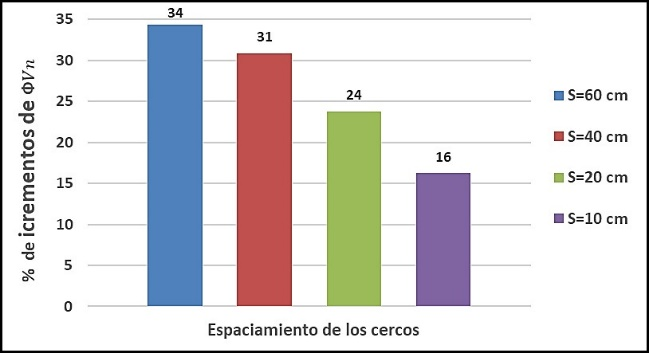 35
30
25
20
15
10
5
0
% de icrementos de ΦVn
34
31
24
16
Espaciamiento de los cercos
S=60 cm
S=40 cm
S=20 cm
S=10 cm